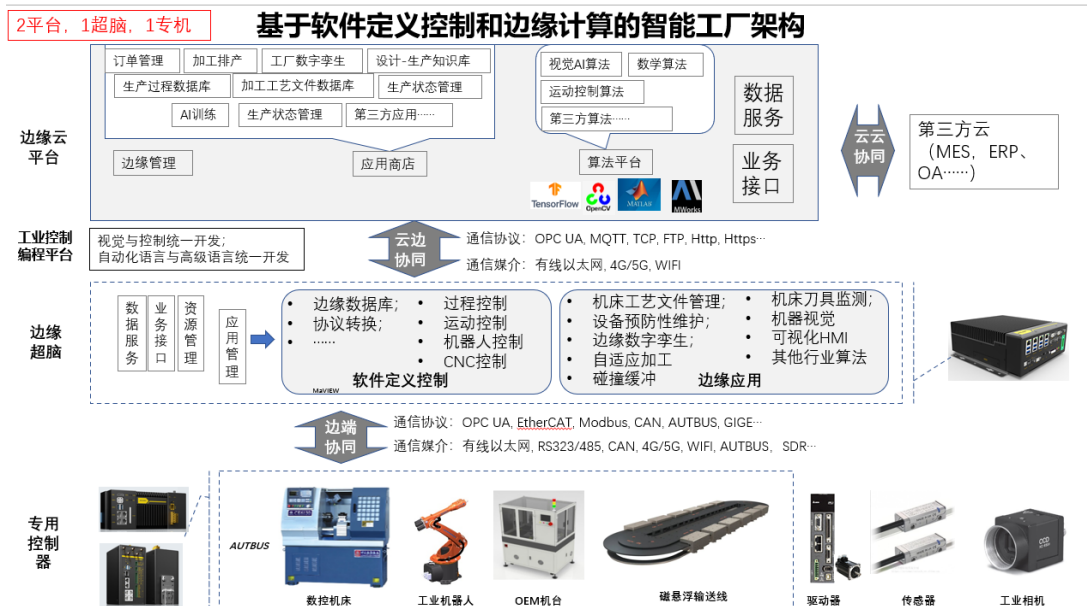 2平台，1超脑，1专机
基于软件定义控制和边缘计算的智能工厂架构
边缘云
平台
订单管理
加工排产
工厂数字孪生
设计-生产知识库
生产过程数据库
加工工艺文件数据库
生产状态管理
AI训练
生产状态管理
第三方应用……
边缘管理
应用商店
视觉AI算法
数学算法
运动控制算法
第三方算法……
算法平台
TensorFlow
OpenCV
MATLAB
MWorks
数据
服务
业务
接口
云云
协同
第三方云
（MES，ERP、
OA……）
工业控制
编程平台
视觉与控制统一开发；
自动化语言与高级语言统一开发
云边
协同
通信协议：OPC UA, MQTT, TCP, FTP, Http, Https…
通信媒介：有线以太网, 4G/5G, WIFI
边缘
超脑
数据服务
业务接口
资源管理
应用管理
• 边缘数据库；
• 协议转换；
• ……
• 过程控制
• 运动控制
• 机器人控制
• CNC控制
软件定义控制
MaVIEW
• 机床工艺文件管理；
• 设备预防性维护；
• 边缘数字孪生；
• 自适应加工
• 碰撞缓冲
• 机床刀具监测；
• 机器视觉
• 可视化HMI
• 其他行业算法
边缘应用
边端
协同
通信协议：OPC UA, EtherCAT, Modbus, CAN, AUTBUS, GIGE…
通信媒介：有线以太网, RS323/485, CAN, 4G/5G, WIFI, AUTBUS，SDR…
专用
控制
器
AUTBUS
数控机床
工业机器人
OEM机台
磁悬浮输送线
驱动器
传感器
CCD
工业相机